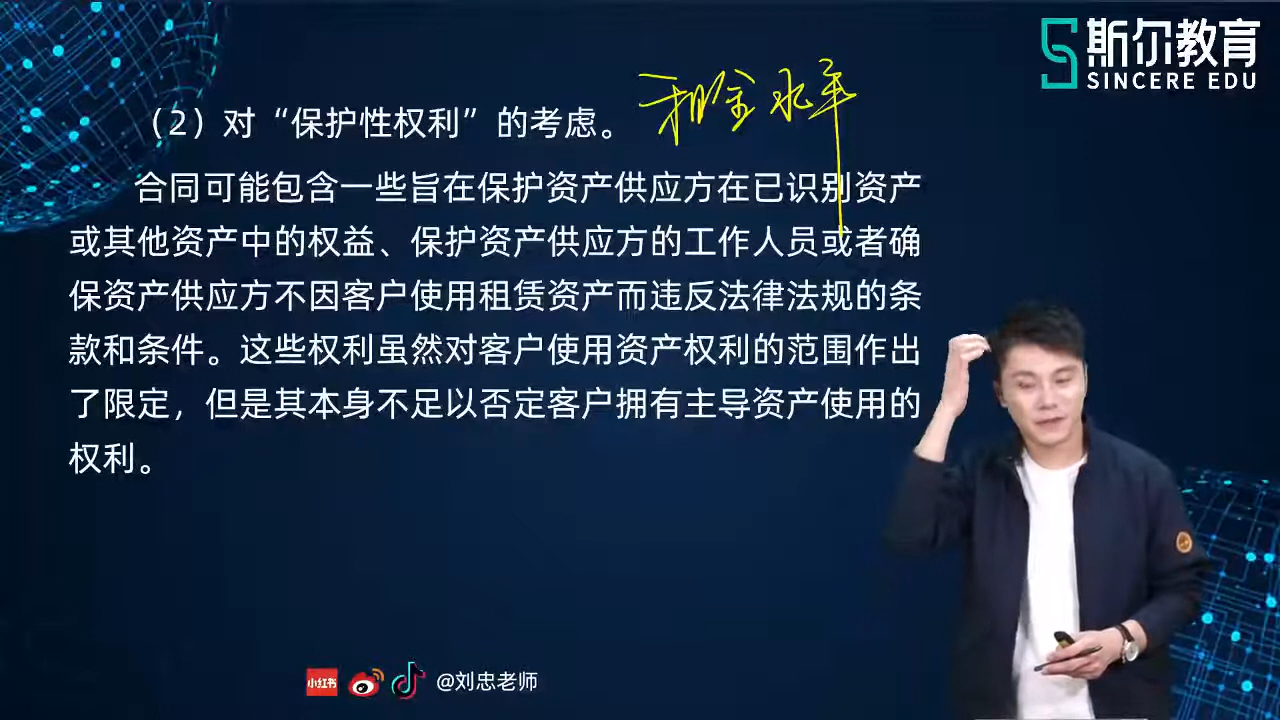 斯尔教育
SINCERE EDU
（2）对“保护性权利”的考虑。
租金水平
合同可能包含一些旨在保护资产供应方在已识别资产
或其他资产中的权益、保护资产供应方的工作人员或者确
保资产供应方不因客户使用租赁资产而违反法律法规的条
款和条件。这些权利虽然对客户使用资产权利的范围作出
了限定，但是其本身不足以否定客户拥有主导资产使用的
权利。
小红书
@刘忠老师